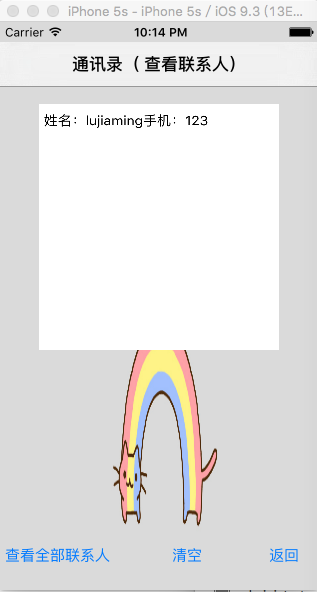 iPhone 5s - iPhone 5s / iOS 9.3 (13E...
Carrier 10:14 PM
通讯录（ 查看联系人）
姓名：lujiaming手机：123
查看全部联系人 清空 返回